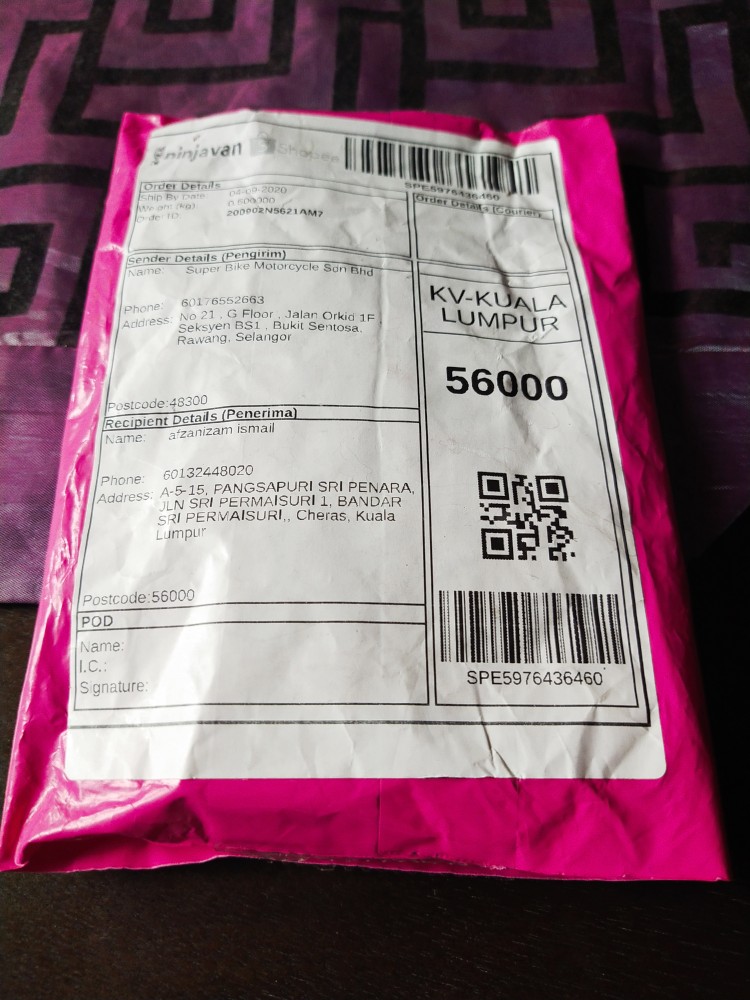 ninjavan Shopee
SPE5976436460
Order Details
Ship By Date: 04-09-2020
Weight (kg): 0.500000
Order ID: 200902N5621AM7
Order Details (Courier)
Sender Details (Pengirim)
Name: Super Bike Motorcycle Sdn Bhd
Phone: 60176552663
Address: No 21 , G Floor , Jalan Orkid 1F ,
Seksyen BS1 , Bukit Sentosa,
Rawang, Selangor
Postcode:48300
KV-KUALA
LUMPUR
56000
Recipient Details (Penerima)
Name: afzanizam ismail
Phone: 60132448020
Address: A-5-15, PANGSAPURI SRI PENARA,
JLN SRI PERMAISURI 1, BANDAR
SRI PERMAISURI,, Cheras, Kuala
Lumpur
Postcode:56000
POD
Name:
I.C.:
Signature:
SPE5976436460